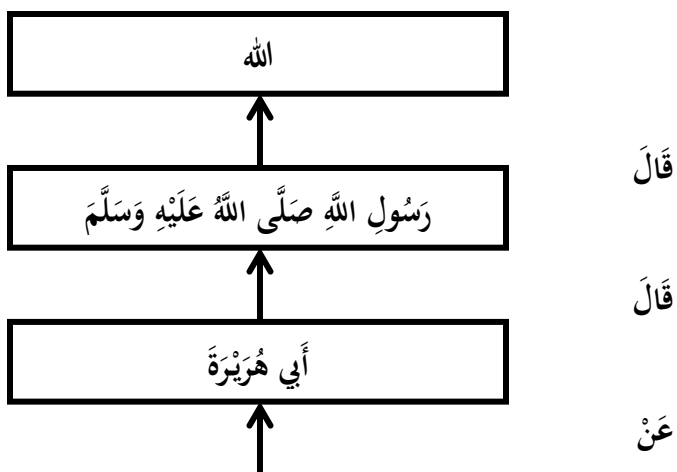 الله
قَالَ
رَسُولِ اللَّهِ صَلَّى اللَّهُ عَلَيْهِ وَسَلَّمَ
قَالَ
أَبِي هُرَيْرَةَ
عَنْ